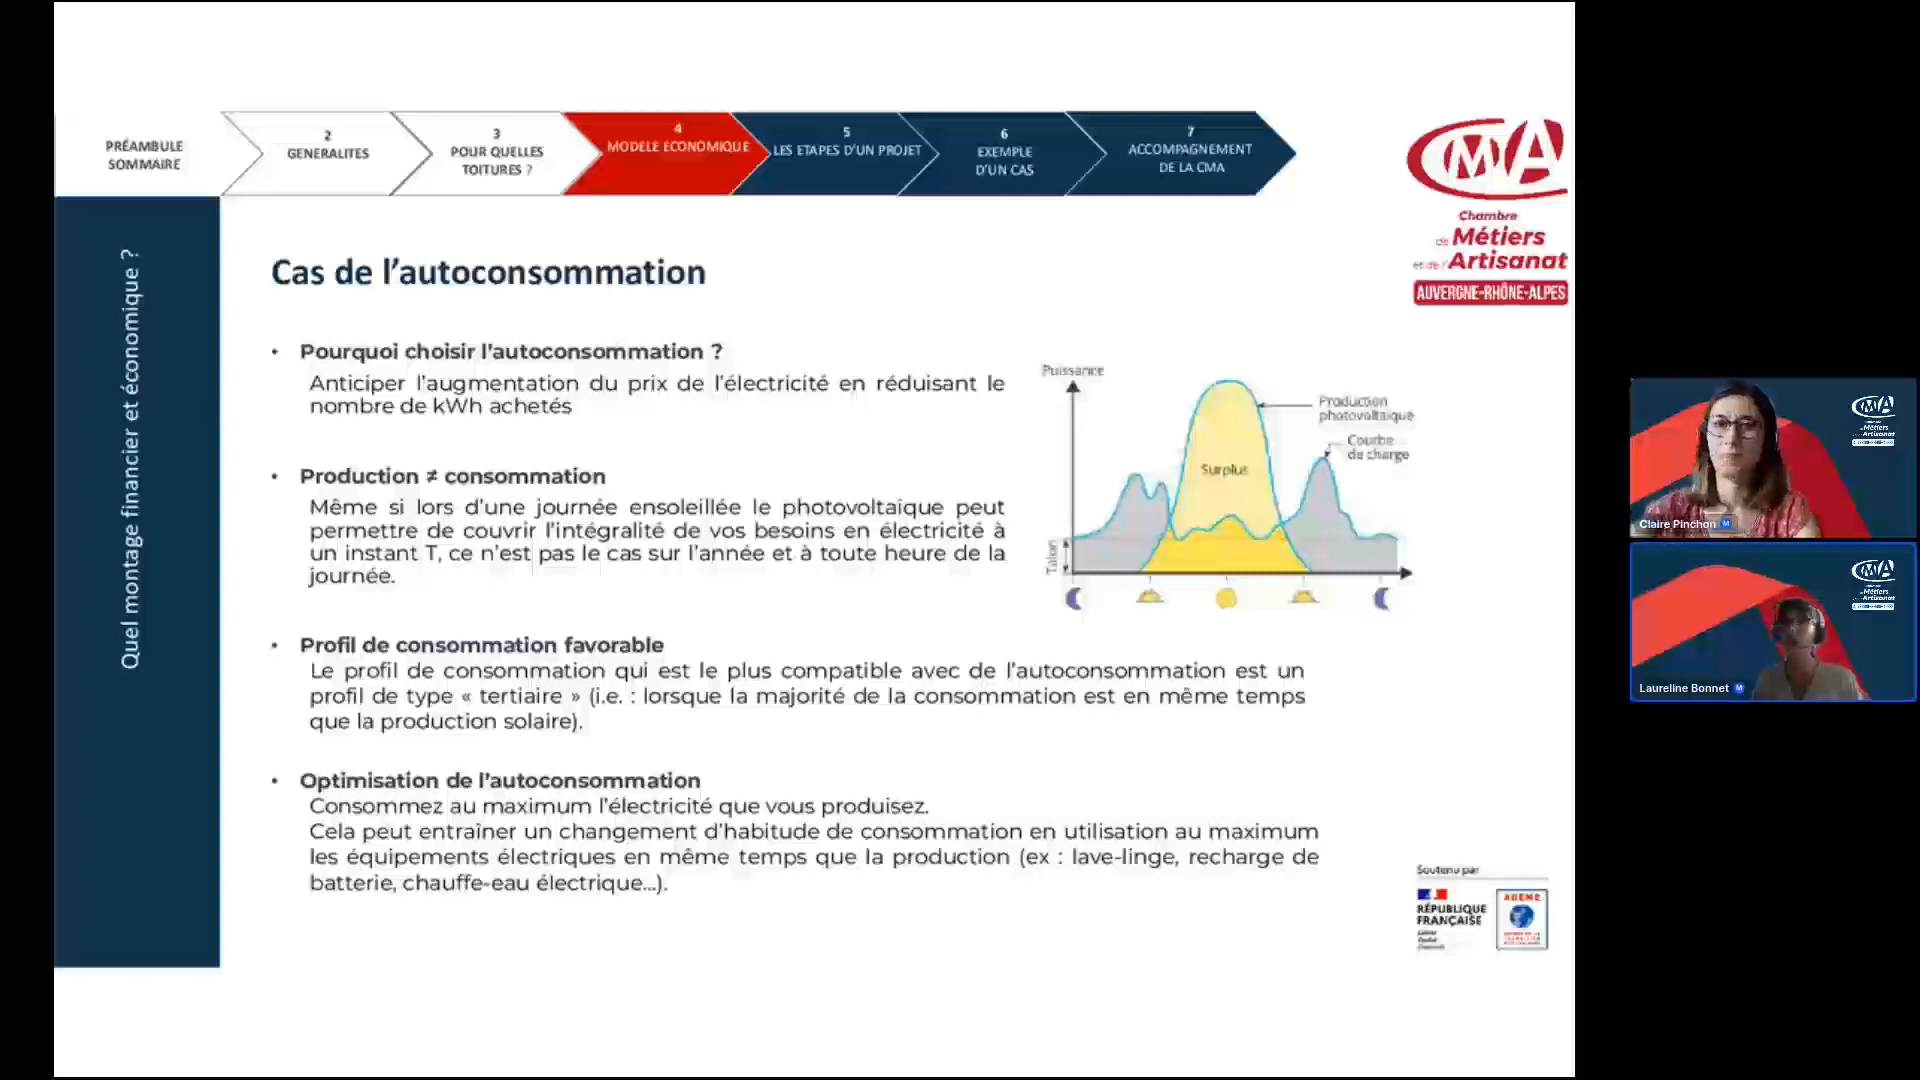 PRÉAMBULE
SOMMAIRE
2
GENERALITES
3
POUR QUELLES
TOITURES ?
4
MODELE ECONOMIQUE
5
LES ETAPES D'UN PROJET
6
EXEMPLE
D'UN CAS
7
ACCOMPAGNEMENT
DE LA CMA
CMA
Chambre
de Métiers
et de l'Artisanat
AUVERGNE-RHÔNE-ALPES
Quel montage financier et économique ?
Cas de l'autoconsommation
• Pourquoi choisir l'autoconsommation ?
Anticiper l'augmentation du prix de l'électricité en réduisant le
nombre de kWh achetés
• Production ≠ consommation
Même si lors d'une journée ensoleillée le photovoltaïque peut
permettre de couvrir l'intégralité de vos besoins en électricité à
un instant T, ce n'est pas le cas sur l'année et à toute heure de la
journée.
Puissance
Production
photovoltaïque
Courbe
de charge
Surplus
Talon
• Profil de consommation favorable
Le profil de consommation qui est le plus compatible avec de l'autoconsommation est un
profil de type « tertiaire » (i.e. : lorsque la majorité de la consommation est en même temps
que la production solaire).
• Optimisation de l'autoconsommation
Consommez au maximum l'électricité que vous produisez.
Cela peut entraîner un changement d'habitude de consommation en utilisation au maximum
les équipements électriques en même temps que la production (ex : lave-linge, recharge de
batterie, chauffe-eau électrique...).
Soutenu par
RÉPUBLIQUE
FRANÇAISE
ADEME
CMA
Claire Pinchon M
CMA
Laureline Bonnet M